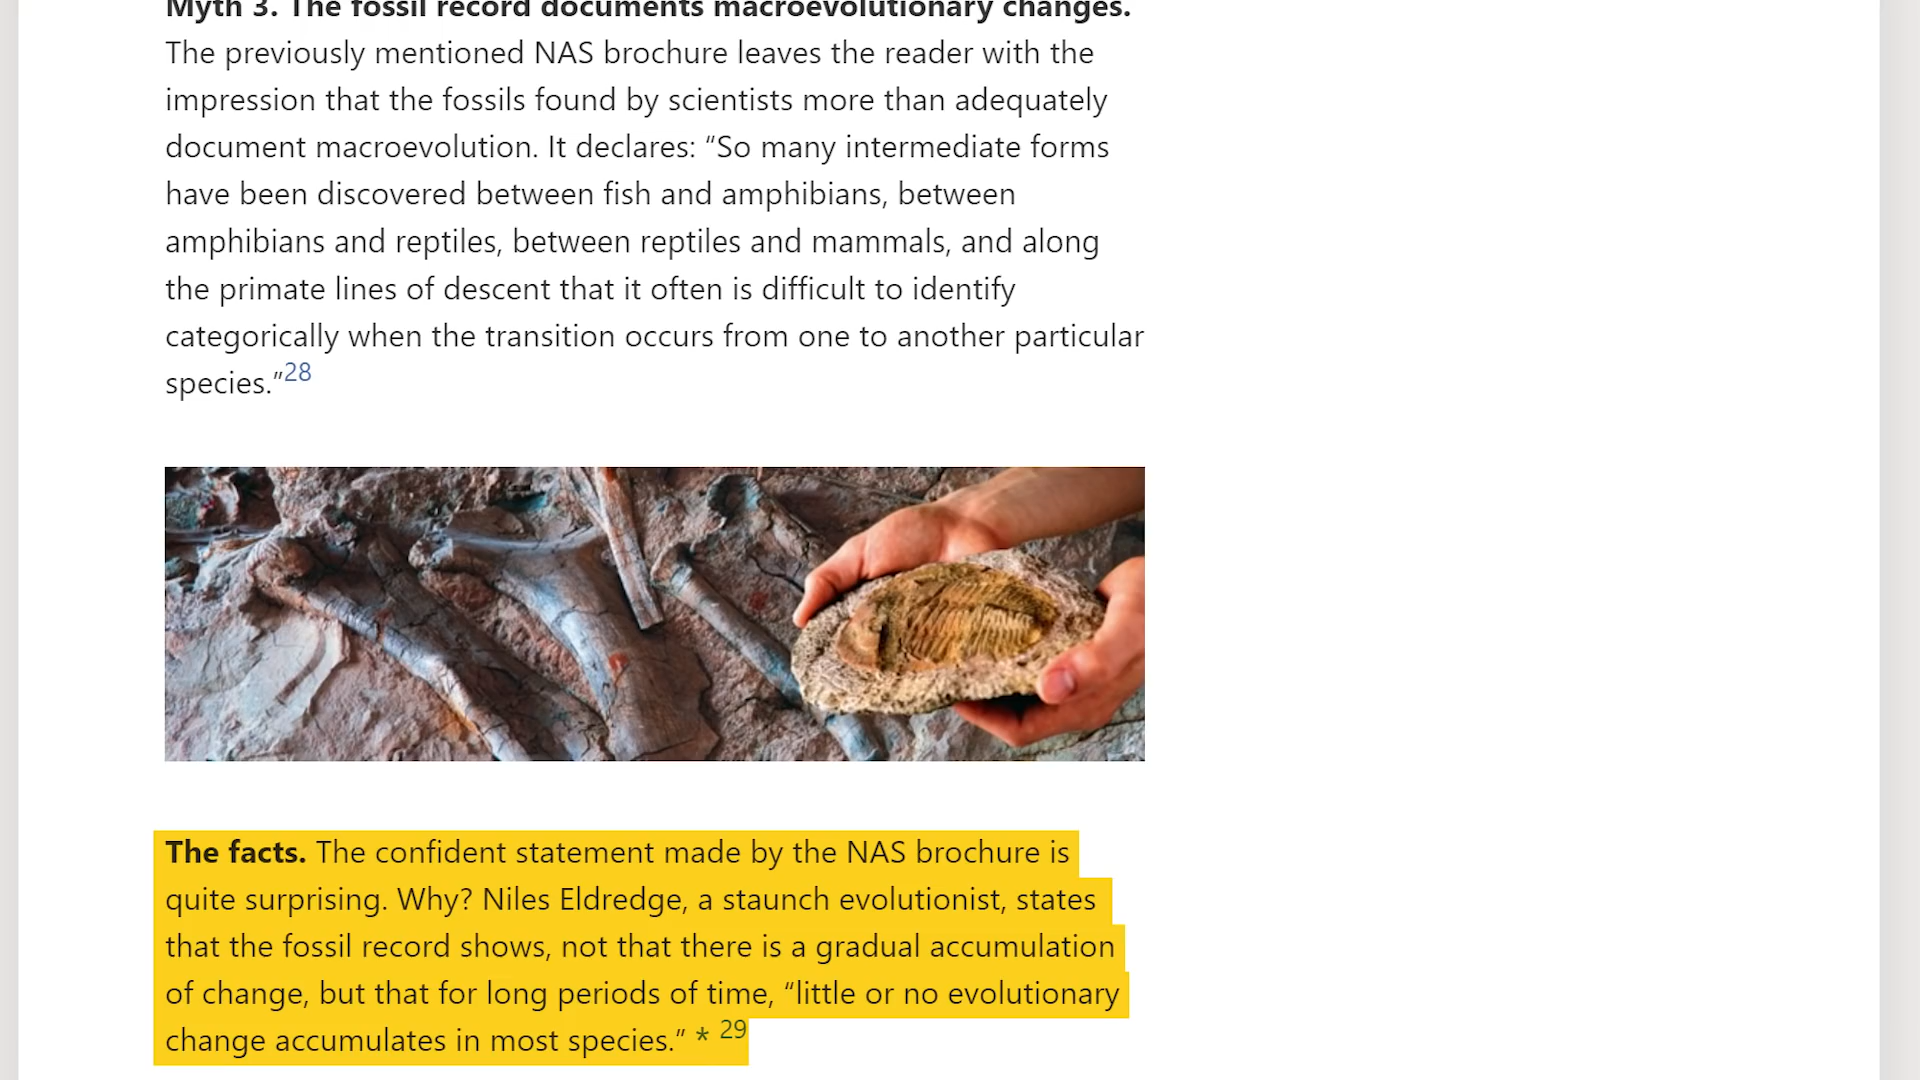 Myth 3. The fossil record documents macroevolutionary changes.
The previously mentioned NAS brochure leaves the reader with the
impression that the fossils found by scientists more than adequately
document macroevolution. It declares: “So many intermediate forms
have been discovered between fish and amphibians, between
amphibians and reptiles, between reptiles and mammals, and along
the primate lines of descent that it often is difficult to identify
categorically when the transition occurs from one to another particular
species.”28
The facts. The confident statement made by the NAS brochure is
quite surprising. Why? Niles Eldredge, a staunch evolutionist, states
that the fossil record shows, not that there is a gradual accumulation
of change, but that for long periods of time, “little or no evolutionary
change accumulates in most species.” * 29